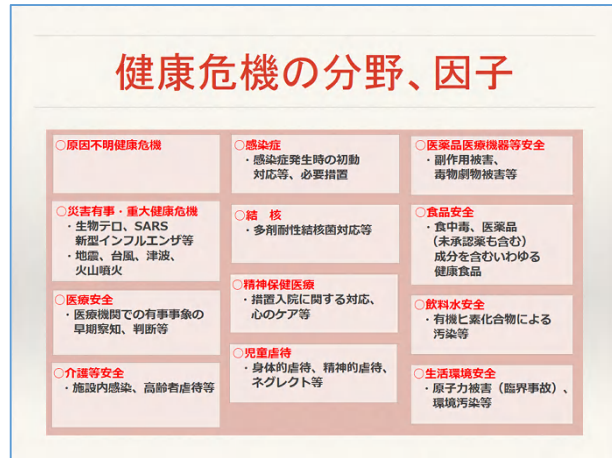 健康危機の分野、因子
○原因不明健康危機
○災害有事・重大健康危機
・生物テロ、SARS
新型インフルエンザ等
・地震、台風、津波、
火山噴火
○医療安全
・医療機関での有事事象の
早期察知、判断等
○介護等安全
・施設内感染、高齢者虐待等
○感染症
・感染症発生時の初動
対応等、必要措置
○結 核
・多剤耐性結核菌対応等
○精神保健医療
・措置入院に関する対応、
心のケア等
○児童虐待
・身体的虐待、精神的虐待、
ネグレクト等
○医薬品医療機器等安全
・副作用被害、
毒物劇物被害等
○食品安全
・食中毒、医薬品
（未承認薬も含む）
成分を含むいわゆる
健康食品
○飲料水安全
・有機ヒ素化合物による
汚染等
○生活環境安全
・原子力被害（臨界事故）、
環境汚染等